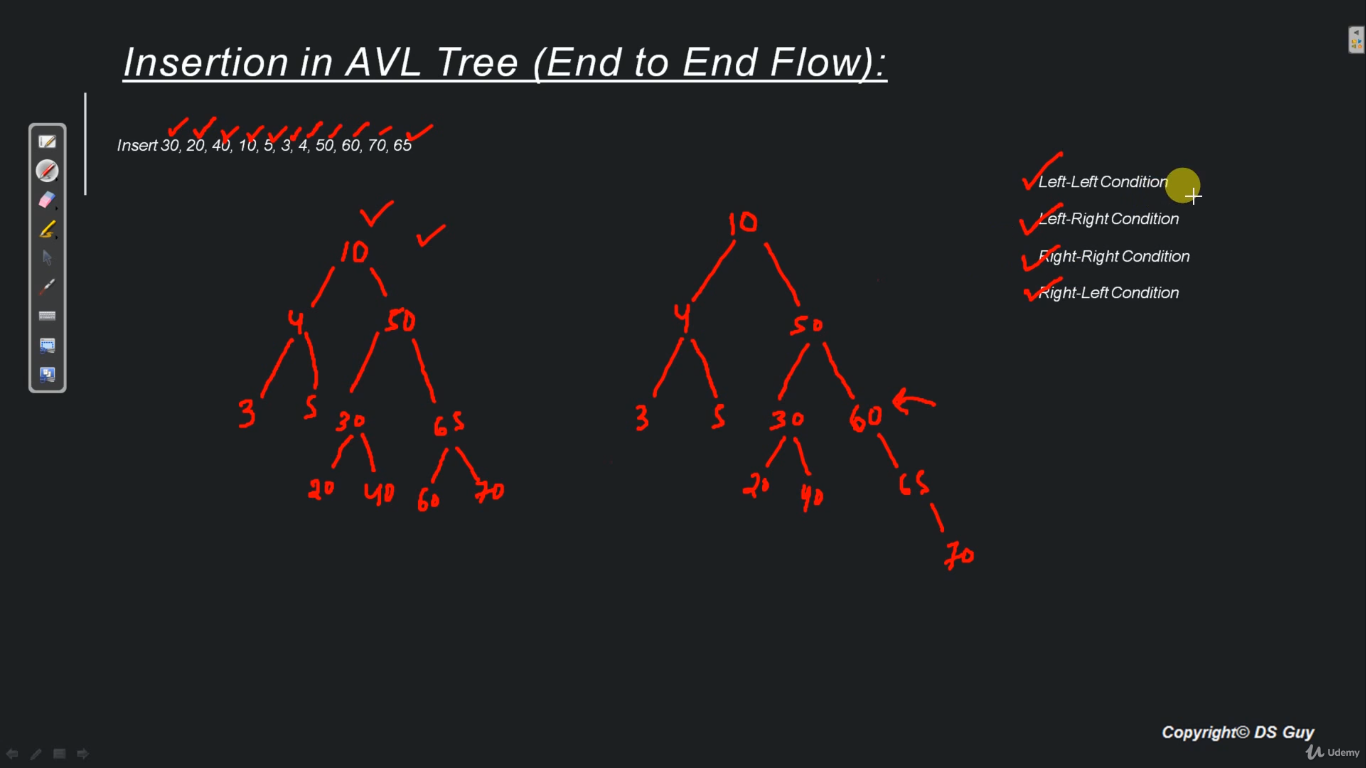 Insertion in AVL Tree (End to End Flow):
Insert 30, 20, 40, 10, 5, 3, 4, 50, 60, 70, 65
Left-Left Condition
Left-Right Condition
Right-Right Condition
Right-Left Condition
10
4 50
3 5 30 65
20 40 60 70
10
4 50
3 5 30 60
20 40 65
70
Copyright© DS Guy
Udemy